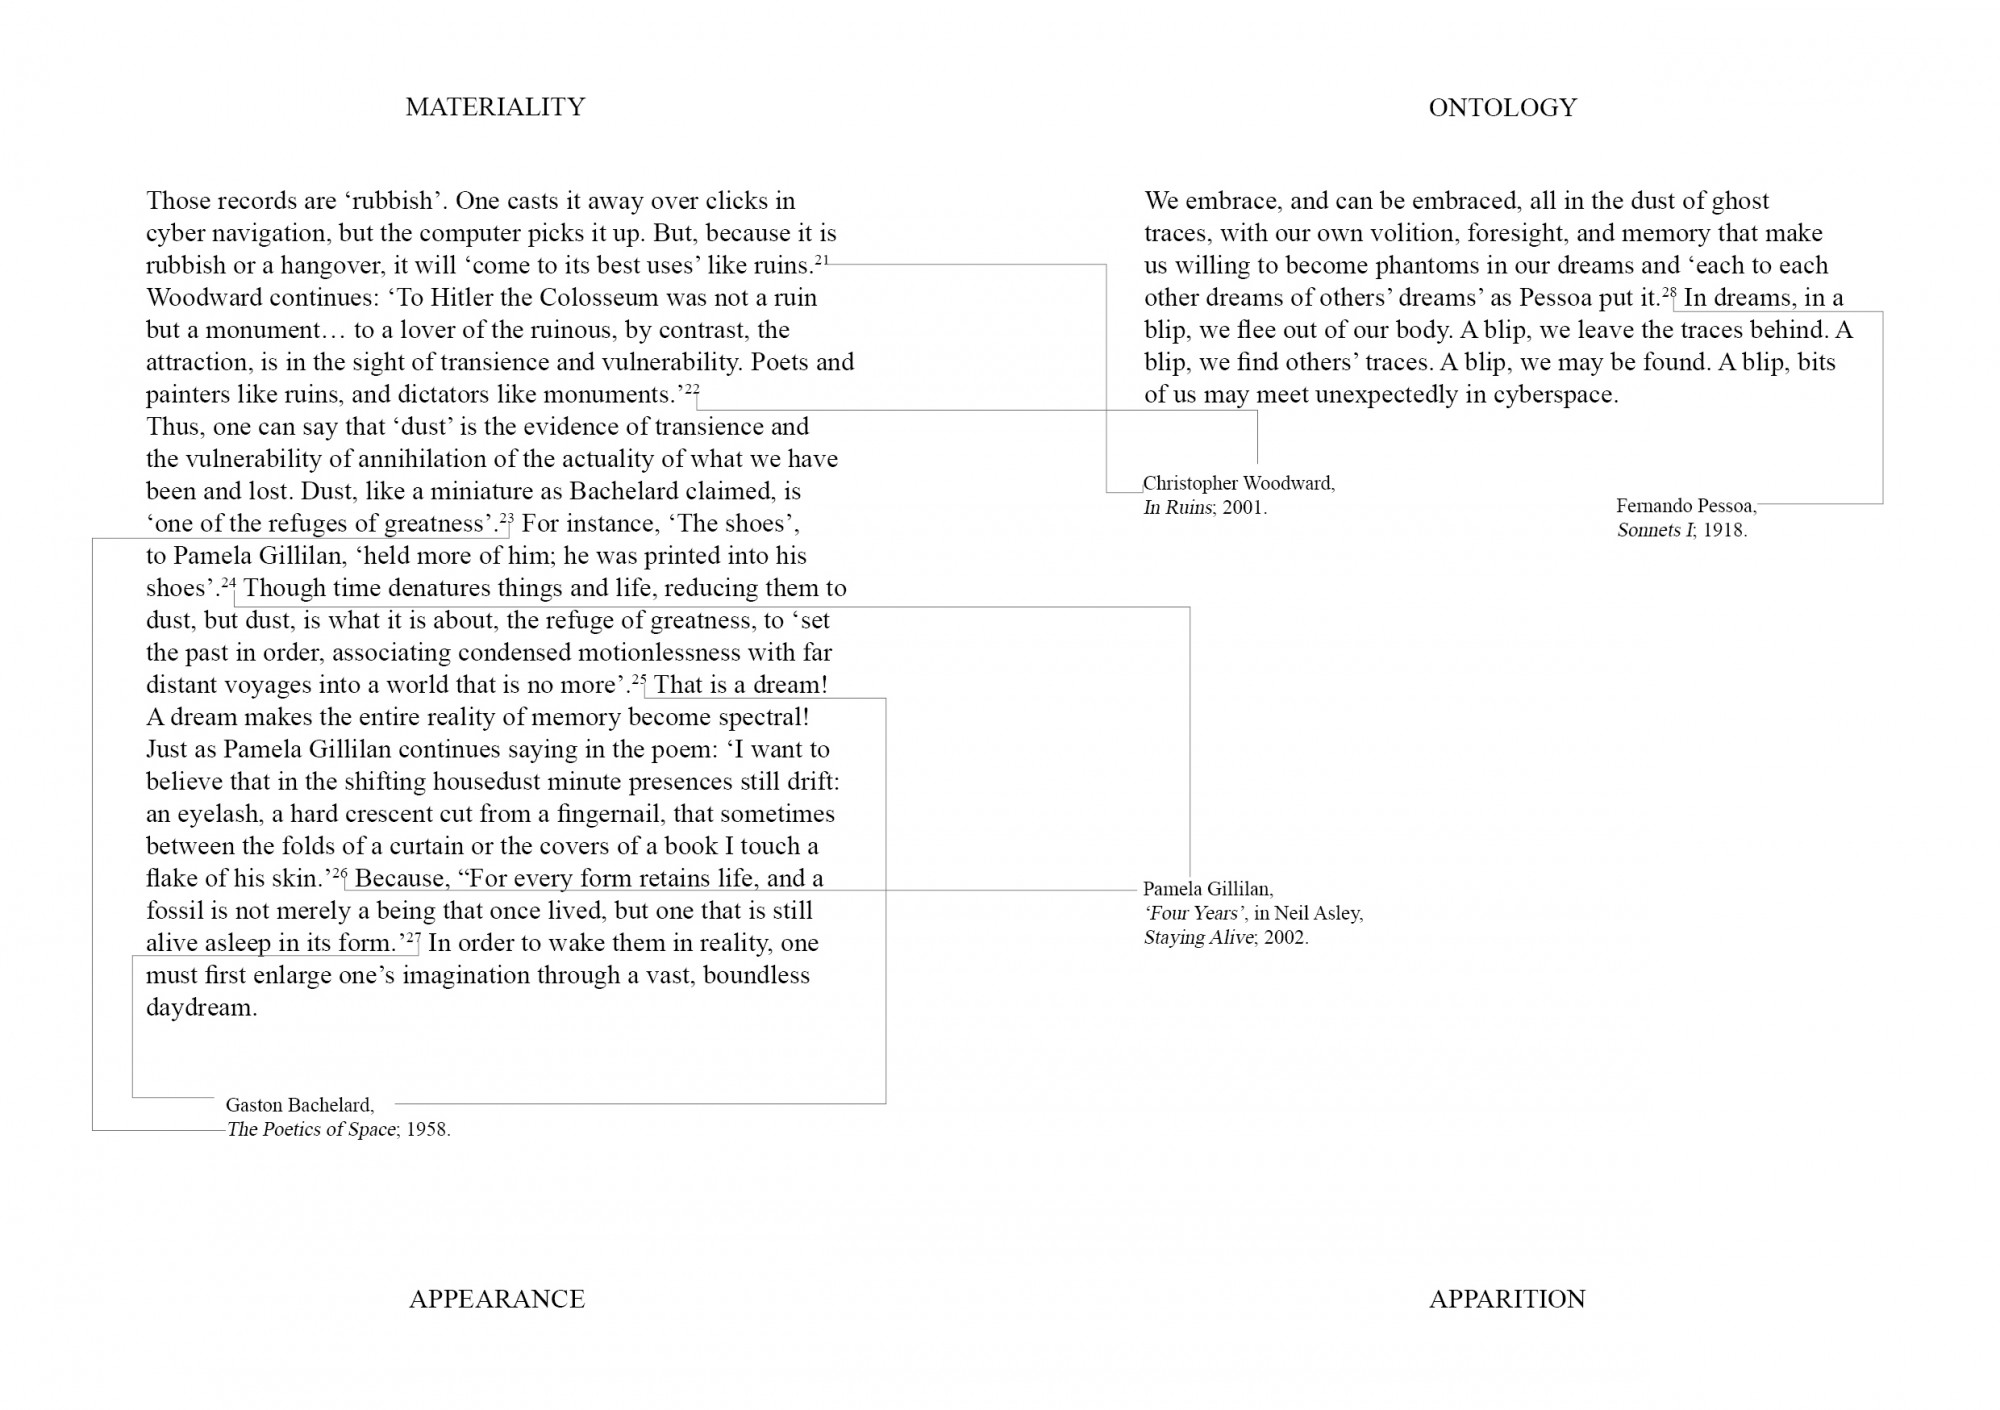 MATERIALITY
Those records are ‘rubbish’. One casts it away over clicks in
cyber navigation, but the computer picks it up. But, because it is
rubbish or a hangover, it will ‘come to its best uses’ like ruins.21
Woodward continues: ‘To Hitler the Colosseum was not a ruin
but a monument… to a lover of the ruinous, by contrast, the
attraction, is in the sight of transience and vulnerability. Poets and
painters like ruins, and dictators like monuments.’22
Thus, one can say that ‘dust’ is the evidence of transience and
the vulnerability of annihilation of the actuality of what we have
been and lost. Dust, like a miniature as Bachelard claimed, is
‘one of the refuges of greatness’.23 For instance, ‘The shoes’,
to Pamela Gillilan, ‘held more of him; he was printed into his
shoes’.24 Though time denatures things and life, reducing them to
dust, but dust, is what it is about, the refuge of greatness, to ‘set
the past in order, associating condensed motionlessness with far
distant voyages into a world that is no more’.25 That is a dream!
A dream makes the entire reality of memory become spectral!
Just as Pamela Gillilan continues saying in the poem: ‘I want to
believe that in the shifting housedust minute presences still drift:
an eyelash, a hard crescent cut from a fingernail, that sometimes
between the folds of a curtain or the covers of a book I touch a
flake of his skin.’26 Because, “For every form retains life, and a
fossil is not merely a being that once lived, but one that is still
alive asleep in its form.’27 In order to wake them in reality, one
must first enlarge one’s imagination through a vast, boundless
daydream.
Gaston Bachelard,
The Poetics of Space; 1958.
APPEARANCE
ONTOLOGY
We embrace, and can be embraced, all in the dust of ghost
traces, with our own volition, foresight, and memory that make
us willing to become phantoms in our dreams and ‘each to each
other dreams of others’ dreams’ as Pessoa put it.28 In dreams, in a
blip, we flee out of our body. A blip, we leave the traces behind. A
blip, we find others’ traces. A blip, we may be found. A blip, bits
of us may meet unexpectedly in cyberspace.
Christopher Woodward,
In Ruins; 2001.
Fernando Pessoa,
Sonnets I; 1918.
Pamela Gillilan,
‘Four Years’, in Neil Asley,
Staying Alive; 2002.
APPARITION